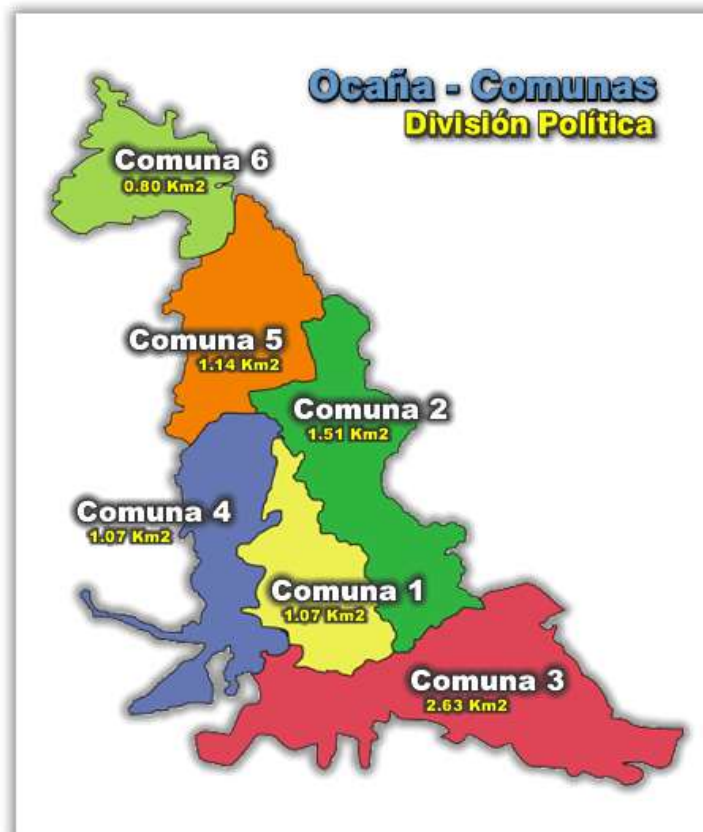 Ocaña - Comunas
División Política
Comuna 6
0.80 Km2
Comuna 5
1.14 Km2
Comuna 2
1.51 Km2
Comuna 4
1.07 Km2
Comuna 1
1.07 Km2
Comuna 3
2.63 Km2